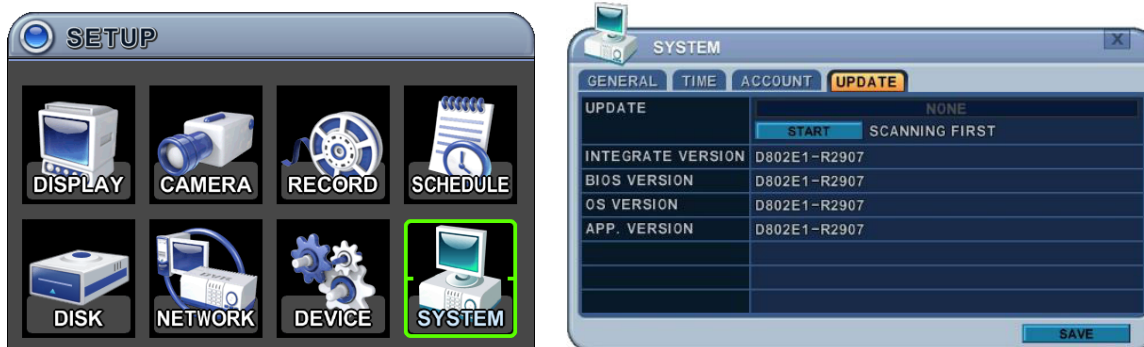 SETUP
DISPLAY CAMERA RECORD SCHEDULE
DISK NETWORK DEVICE SYSTEM
SYSTEM X
GENERAL TIME ACCOUNT UPDATE
UPDATE NONE
START SCANNING FIRST
INTEGRATE VERSION D802E1-R2907
BIOS VERSION D802E1-R2907
OS VERSION D802E1-R2907
APP. VERSION D802E1-R2907
SAVE